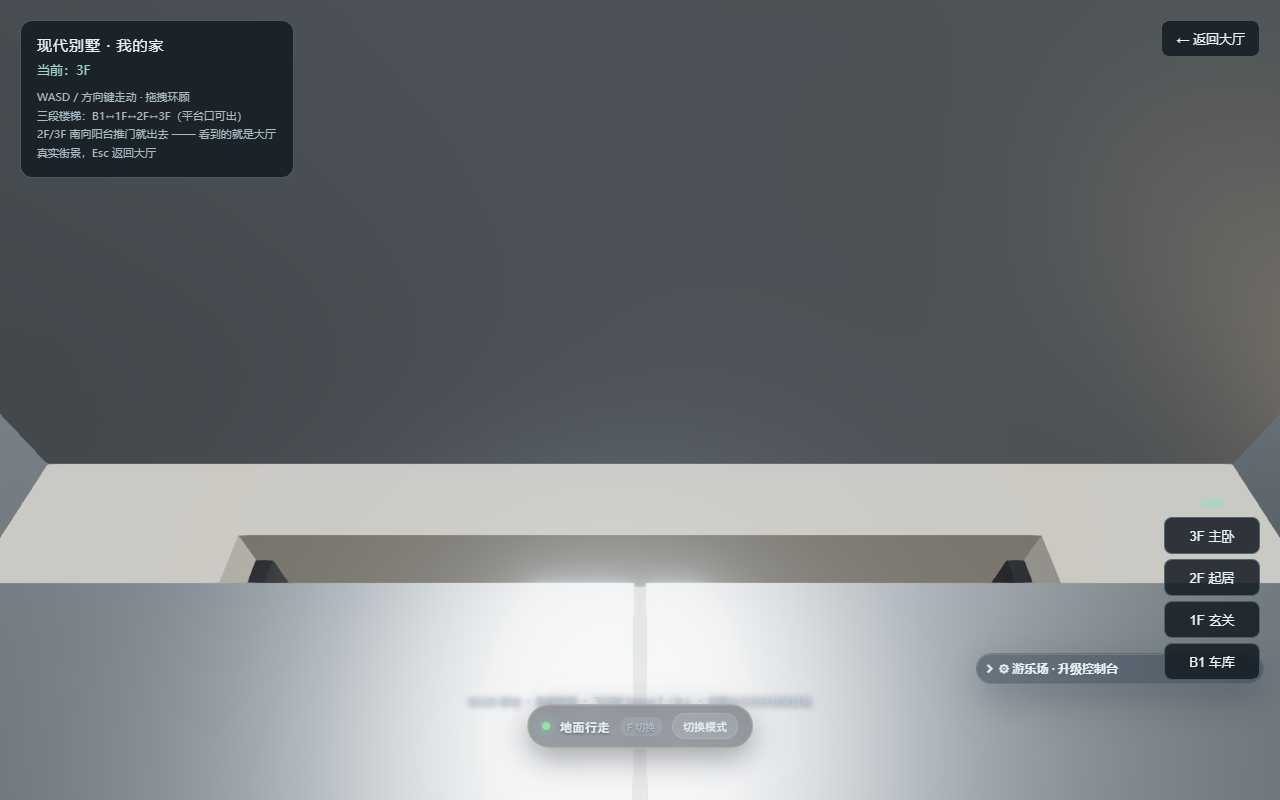 现代别墅 · 我的家
当前：3F
WASD / 方向键走动 · 拖拽环顾
三段楼梯：B1↔1F↔2F↔3F（平台口可出）
2F/3F 南向阳台推门就出去 —— 看到的就是大厅
真实街景，Esc 返回大厅
← 返回大厅
3F 主卧
2F 起居
1F 玄关
B1 车库
⚙ 游乐场 · 升级控制台
地面行走
F 切换
切换模式